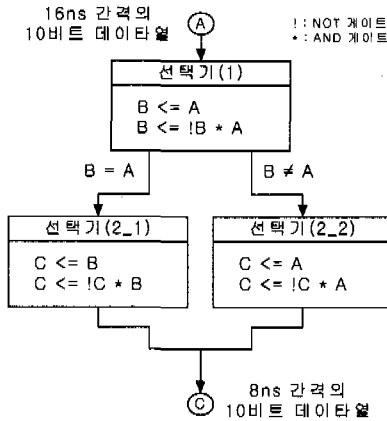 16ns 간격의
10비트 데이타열
A
! : NOT 게이트
* : AND 게이트
선택기(1)
B <= A
B <= !B * A
B = A
B ≠ A
선택기(2_1)
C <= B
C <= !C * B
선택기(2_2)
C <= A
C <= !C * A
C
8ns 간격의
10비트 데이타열